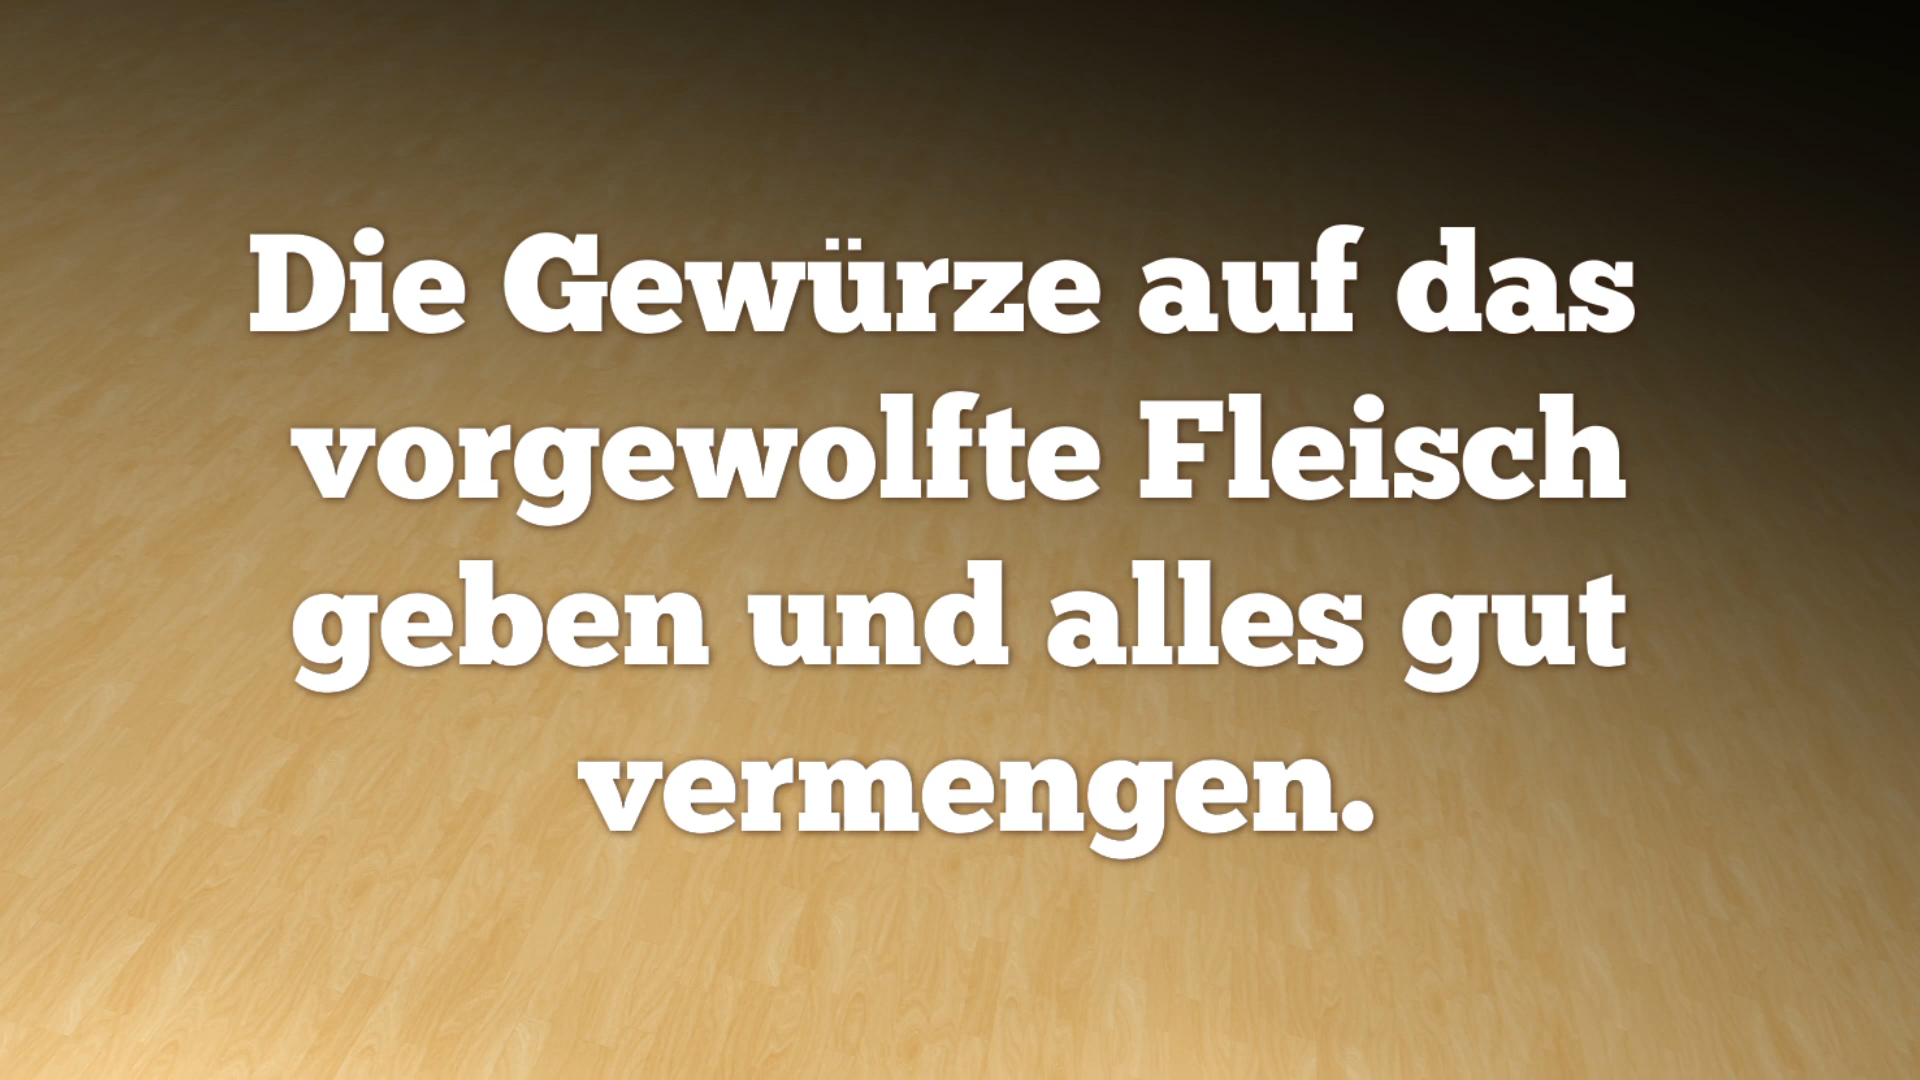 Die Gewürze auf das
vorgewolfte Fleisch
geben und alles gut
vermengen.